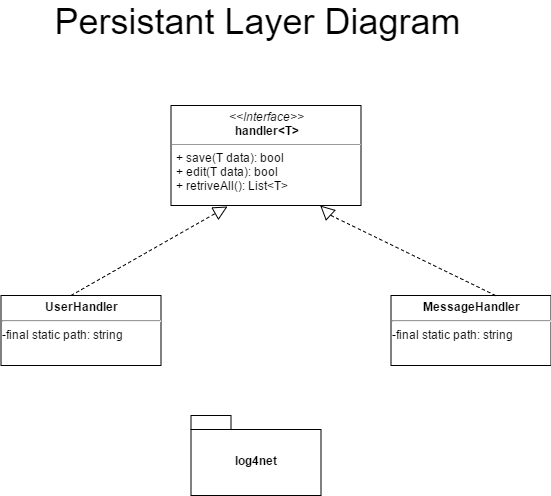 Persistant Layer Diagram
<<Interface>>
handler<T>
+ save(T data): bool
+ edit(T data): bool
+ retriveAll(): List<T>
UserHandler
-final static path: string
MessageHandler
-final static path: string
log4net